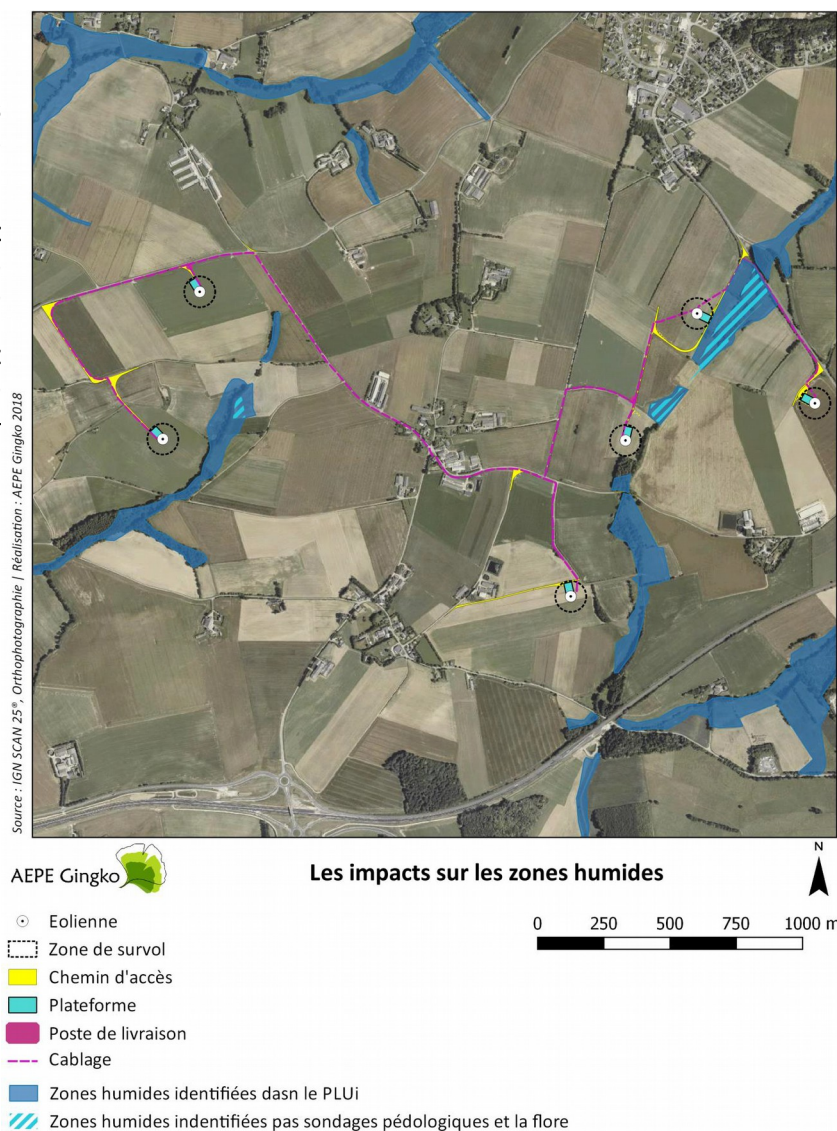 Source : IGN SCAN 25®, Orthophotographie | Réalisation : AEPE Gingko 2018
AEPE Gingko
Les impacts sur les zones humides
N
0 250 500 750 1000 m
Eolienne
Zone de survol
Chemin d'accès
Plateforme
Poste de livraison
Cablage
Zones humides identifiées dasn le PLUi
Zones humides indentifiées pas sondages pédologiques et la flore